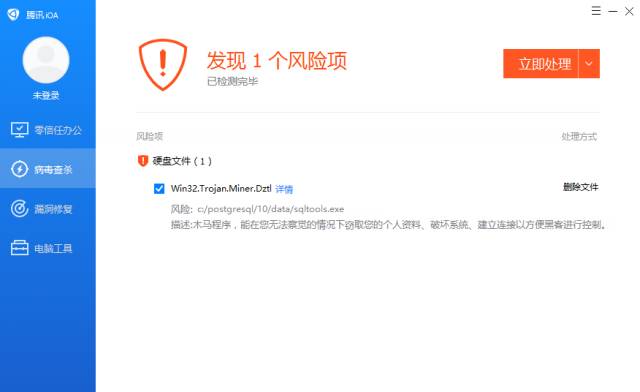 腾讯iOA
未登录
零信任办公
病毒查杀
漏洞修复
电脑工具
发现 1 个风险项
已检测完毕
立即处理
风险项
处理方式
硬盘文件（1）
Win32.Trojan.Miner.Dztl 详情
删除文件
风险: c:/postgresql/10/data/sqltools.exe
描述:木马程序，能在您无法察觉的情况下窃取您的个人资料、破坏系统、建立连接以方便黑客进行控制。